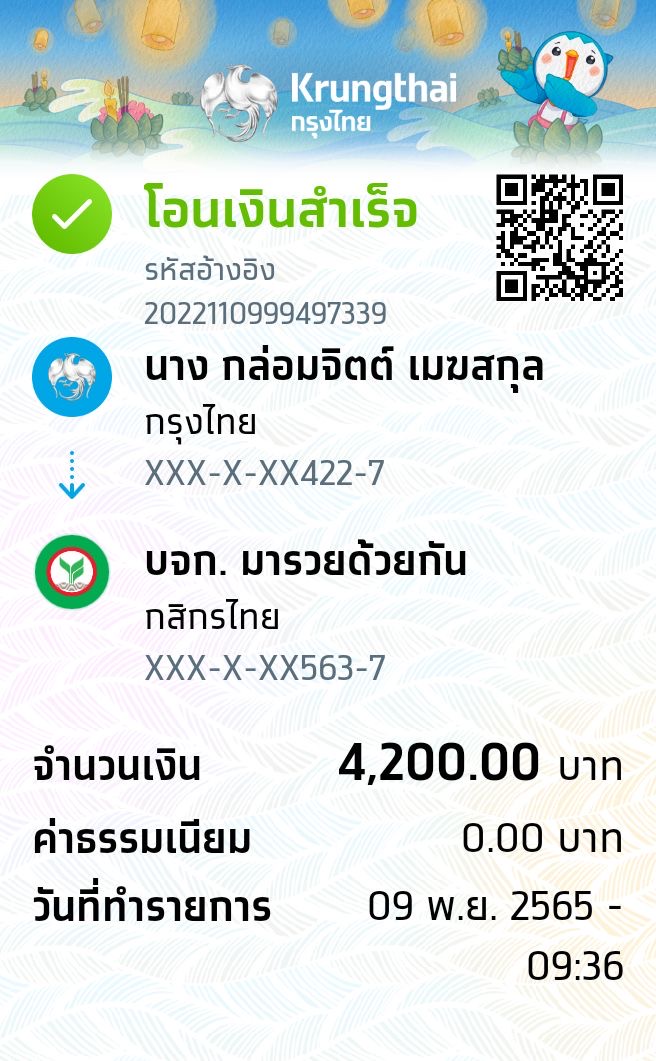 Krungthai
กรุงไทย
โอนเงินสำเร็จ
รหัสอ้างอิง
2022110999497339
นาง กล่อมจิตต์ เมฆสกุล
กรุงไทย
XXX-X-XX422-7
บจก. มารวยด้วยกัน
กสิกรไทย
XXX-X-XX563-7
จำนวนเงิน 4,200.00 บาท
ค่าธรรมเนียม 0.00 บาท
วันที่ทำรายการ 09 พ.ย. 2565 -
09:36